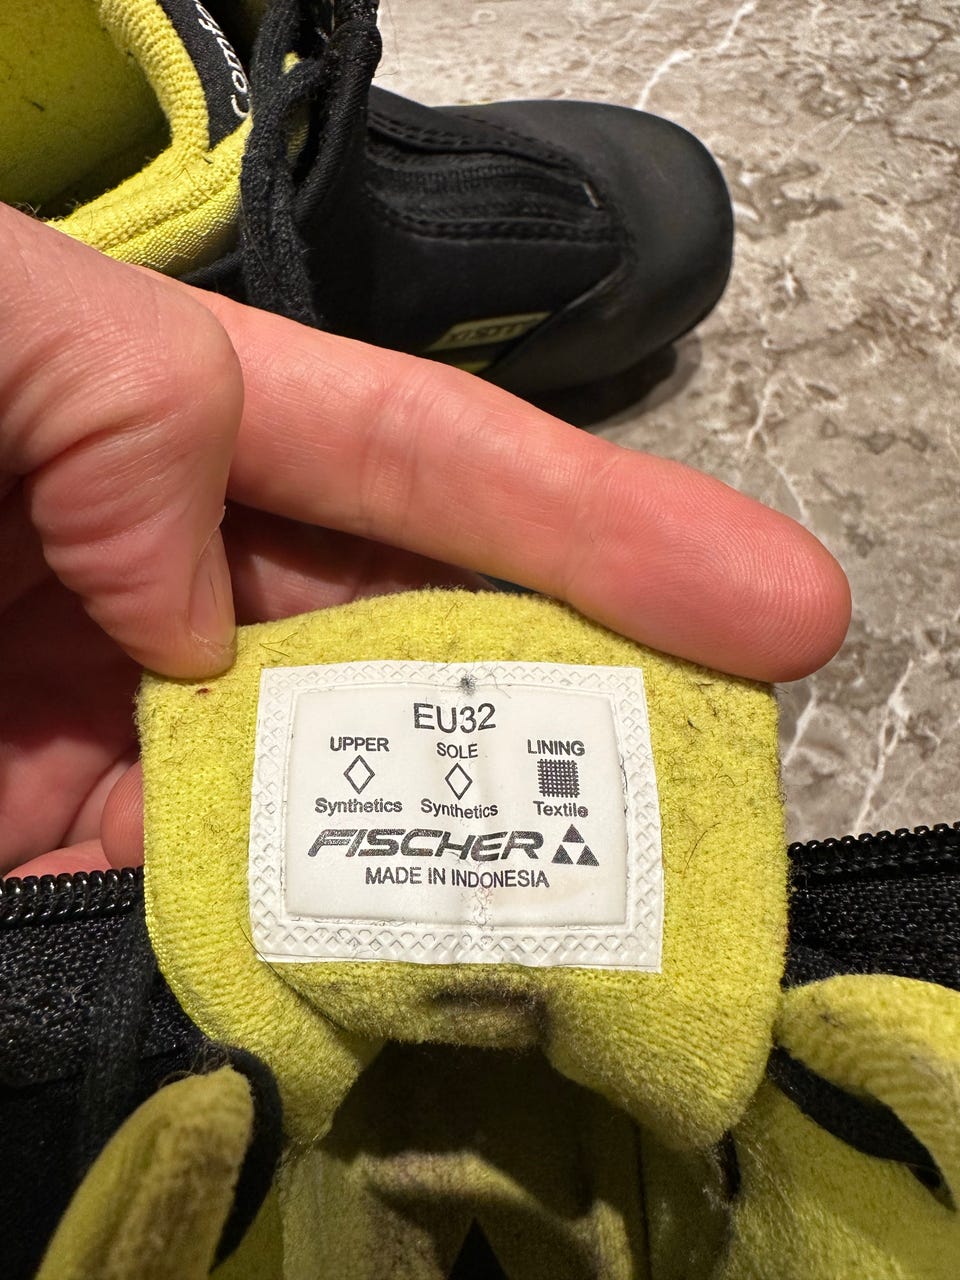 EU32
UPPER SOLE LINING
Synthetics Synthetics Textile
FISCHER
MADE IN INDONESIA